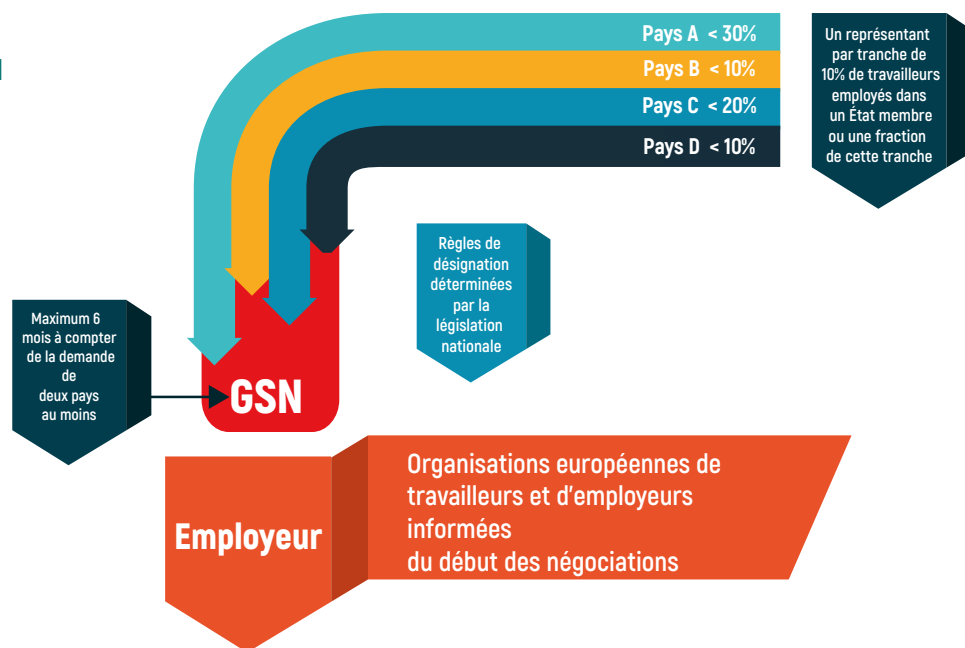 Pays A < 30%
Pays B < 10%
Pays C < 20%
Pays D < 10%
Un représentant
par tranche de
10% de travailleurs
employés dans
un État membre
ou une fraction
de cette tranche
Règles de
désignation
déterminées
par la
législation
nationale
Maximum 6
mois à compter
de la demande
de
deux pays
au moins
GSN
Employeur
Organisations européennes de
travailleurs et d'employeurs
informées
du début des négociations